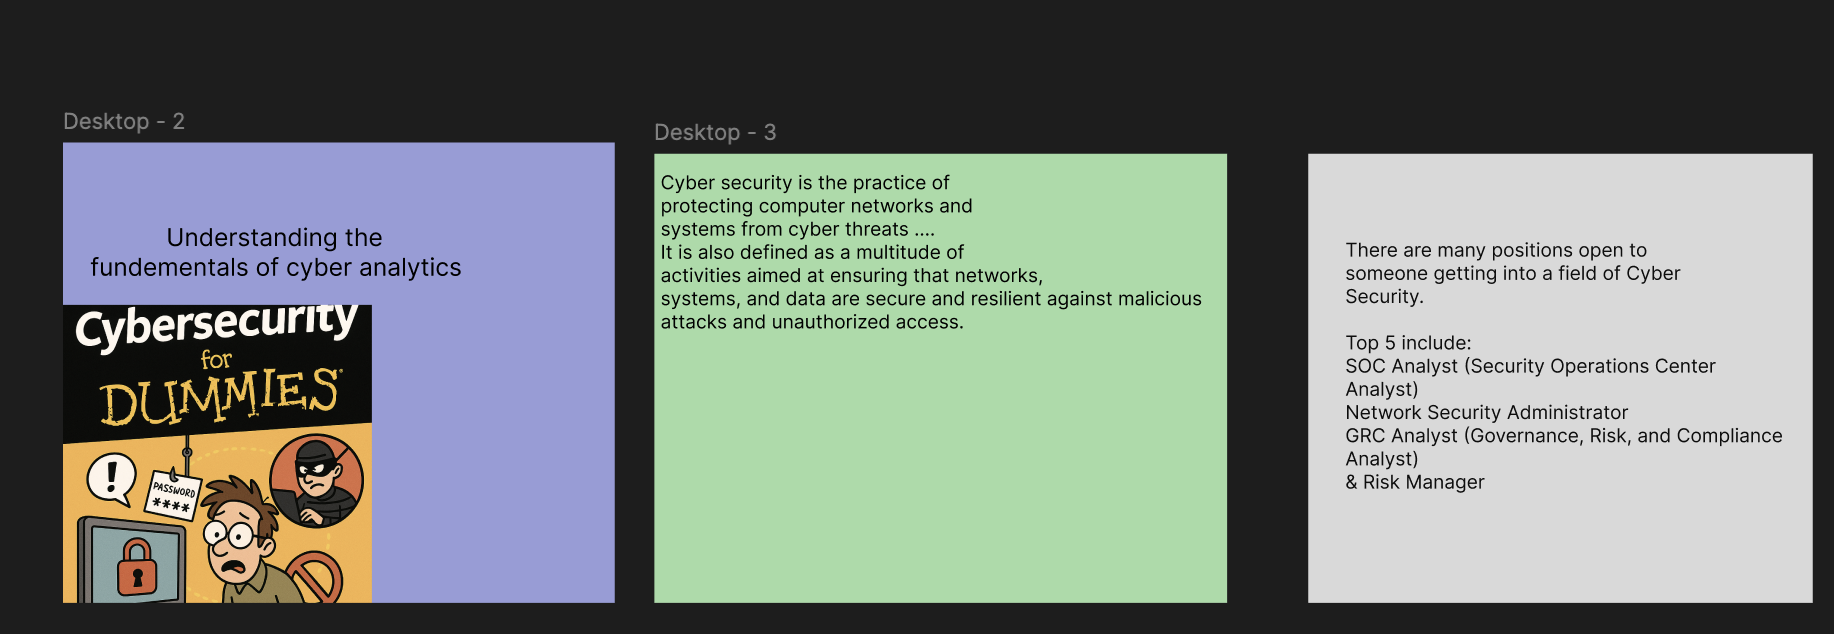 Desktop - 2
Understanding the
fundementals of cyber analytics
Cybersecurity
for
DUMMIES
!
PASSWORD
****
Desktop - 3
Cyber security is the practice of
protecting computer networks and
systems from cyber threats ....
It is also defined as a multitude of
activities aimed at ensuring that networks,
systems, and data are secure and resilient against malicious
attacks and unauthorized access.
There are many positions open to
someone getting into a field of Cyber
Security.
Top 5 include:
SOC Analyst (Security Operations Center
Analyst)
Network Security Administrator
GRC Analyst (Governance, Risk, and Compliance
Analyst)
& Risk Manager